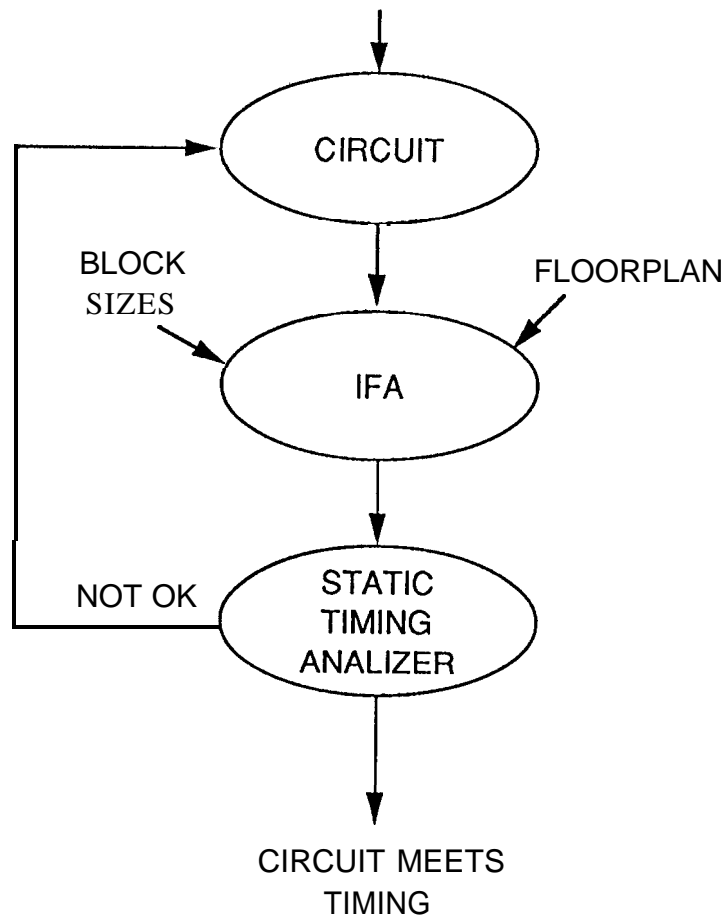 CIRCUIT
BLOCK
SIZES
FLOORPLAN
IFA
NOT OK
STATIC
TIMING
ANALIZER
CIRCUIT MEETS
TIMING